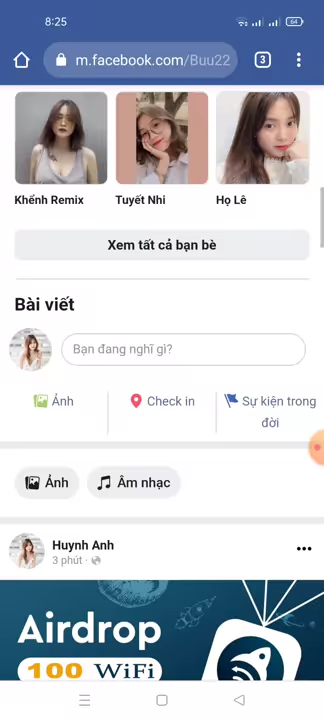 8:25
64
m.facebook.com/Buu22
3
Khểnh Remix
Tuyết Nhi
Họ Lê
Xem tất cả bạn bè
Bài viết
Bạn đang nghĩ gì?
Ảnh
Check in
Sự kiện trong
đời
Ảnh
Âm nhạc
Huynh Anh
3 phút ·
Airdrop
100 WiFi